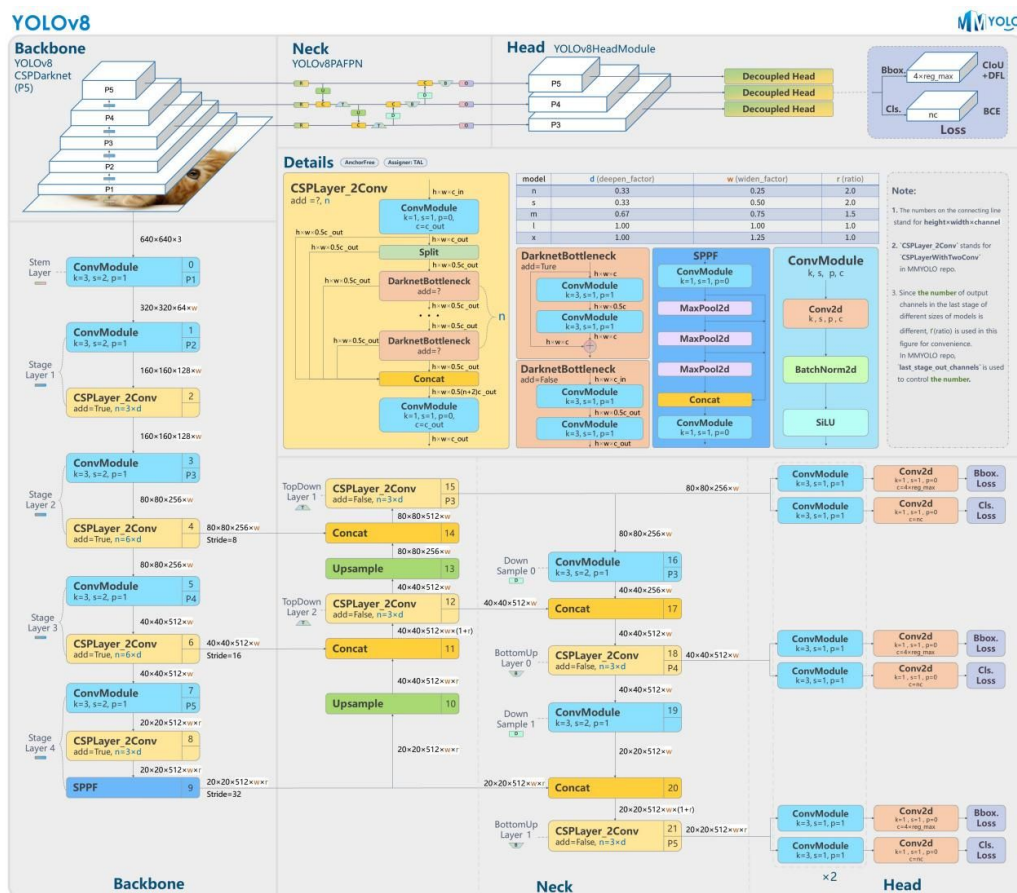 YOLOv8
MMYOLO
Backbone
YOLOv8
CSPDarknet
(P5)
P5
P4
P3
P2
P1
Neck
YOLOv8PAFPN
Head
YOLOv8HeadModule
P5
P4
P3
Decoupled Head
Decoupled Head
Decoupled Head
Bbox.
4×reg_max
CIoU
+DFL
Cls.
nc
BCE
Loss
Details
AnchorFree
Assigner: TAL
CSPLayer_2Conv
add =?, n
h×w×c_in
ConvModule
k=1, s=1, p=0,
c=c_out
h×w×c_out
h×w×0.5c_out
Split
h×w×0.5c_out
h×w×0.5c_out
DarknetBottleneck
add=?
h×w×0.5c_out
h×w×0.5c_out
• • •
n
h×w×0.5c_out
DarknetBottleneck
add=?
h×w×0.5c_out
h×w×0.5c_out
Concat
h×w×0.5(n+2)c_out
ConvModule
k=1, s=1, p=0,
c=c_out
h×w×c_out
model d (deepen_factor) w (widen_factor) r (ratio)
n 0.33 0.25 2.0
s 0.33 0.50 2.0
m 0.67 0.75 1.5
l 1.00 1.00 1.0
x 1.00 1.25 1.0
DarknetBottleneck
add=Ture
h×w×c
ConvModule
k=3, s=1, p=1
h×w×0.5c
ConvModule
k=3, s=1, p=1
h×w×c
h×w×c
DarknetBottleneck
add=False
h×w×c_in
ConvModule
k=3, s=1, p=1
h×w×0.5c_out
ConvModule
k=3, s=1, p=1
h×w×c_out
SPPF
ConvModule
k=1, s=1, p=0
MaxPool2d
MaxPool2d
MaxPool2d
Concat
ConvModule
k=1, s=1, p=0
ConvModule
k, s, p, c
Conv2d
k, s, p, c
BatchNorm2d
SiLU
Note:
1. The numbers on the connecting line
stand for height×width×channel
2. 'CSPLayer_2Conv' stands for
'CSPLayerWithTwoConv'
in MMYOLO repo.
3. Since the number of output
channels in the last stage of
different sizes of models is
different, r(ratio) is used in this
figure for convenience.
In MMYOLO repo,
'last_stage_out_channels' is used
to control the number.
640×640×3
Stem
Layer
ConvModule 0
k=3, s=2, p=1 P1
320×320×64×w
Stage
Layer 1
ConvModule 1
k=3, s=2, p=1 P2
160×160×128×w
CSPLayer_2Conv 2
add=True, n=3×d
160×160×128×w
Stage
Layer 2
ConvModule 3
k=3, s=2, p=1 P3
80×80×256×w
CSPLayer_2Conv 4
add=True, n=6×d
80×80×256×w
Stride=8
80×80×256×w
Stage
Layer 3
ConvModule 5
k=3, s=2, p=1 P4
40×40×512×w
CSPLayer_2Conv 6
add=True, n=6×d
40×40×512×w
Stride=16
40×40×512×w
Stage
Layer 4
ConvModule 7
k=3, s=2, p=1 P5
20×20×512×w×r
CSPLayer_2Conv 8
add=True, n=3×d
20×20×512×w×r
SPPF 9
20×20×512×w×r
Stride=32
TopDown
Layer 1
T
CSPLayer_2Conv 15
add=False, n=3×d P3
80×80×512×w
Concat 14
80×80×256×w
Upsample 13
40×40×512×w
TopDown
Layer 2
T
CSPLayer_2Conv 12
add=False, n=3×d
40×40×512×w
40×40×512×w×(1+r)
Concat 11
40×40×512×w×r
Upsample 10
20×20×512×w×r
80×80×256×w
80×80×256×w
Down
Sample 0
D
ConvModule 16
k=3, s=2, p=1 P3
40×40×256×w
Concat 17
40×40×512×w
BottomUp
Layer 0
B
CSPLayer_2Conv 18
add=False, n=3×d P4
40×40×512×w
40×40×512×w
Down
Sample 1
D
ConvModule 19
k=3, s=2, p=1
20×20×512×w
20×20×512×w×r
Concat 20
20×20×512×w×(1+r)
BottomUp
Layer 1
B
CSPLayer_2Conv 21
add=False, n=3×d P5
20×20×512×w×r
ConvModule
k=3, s=1, p=1
Conv2d
k=1, s=1, p=0
c=4×reg_max
Bbox.
Loss
ConvModule
k=3, s=1, p=1
Conv2d
k=1, s=1, p=0
c=nc
Cls.
Loss
ConvModule
k=3, s=1, p=1
Conv2d
k=1, s=1, p=0
c=4×reg_max
Bbox.
Loss
ConvModule
k=3, s=1, p=1
Conv2d
k=1, s=1, p=0
c=nc
Cls.
Loss
ConvModule
k=3, s=1, p=1
Conv2d
k=1, s=1, p=0
c=4×reg_max
Bbox.
Loss
ConvModule
k=3, s=1, p=1
Conv2d
k=1, s=1, p=0
c=nc
Cls.
Loss
×2
Backbone
Neck
Head